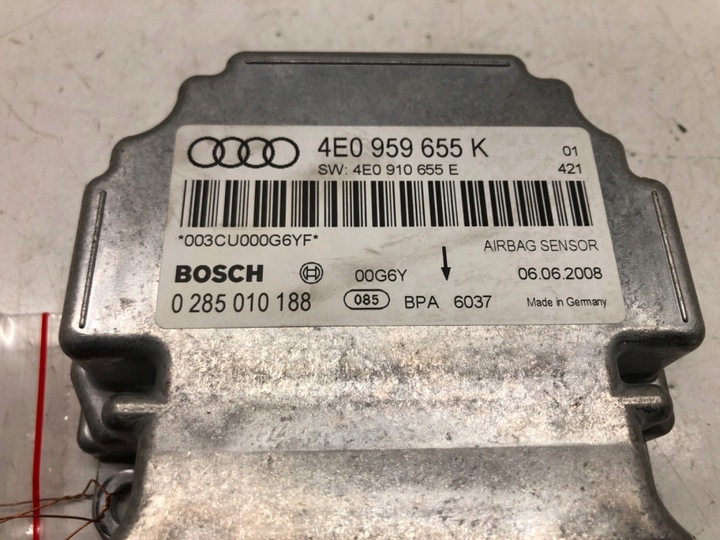 4E0 959 655 K 01
SW: 4E0 910 655 E 421
*003CU000G6YF* AIRBAG SENSOR
BOSCH 00G6Y 06.06.2008
0 285 010 188 085 BPA 6037 Made in Germany